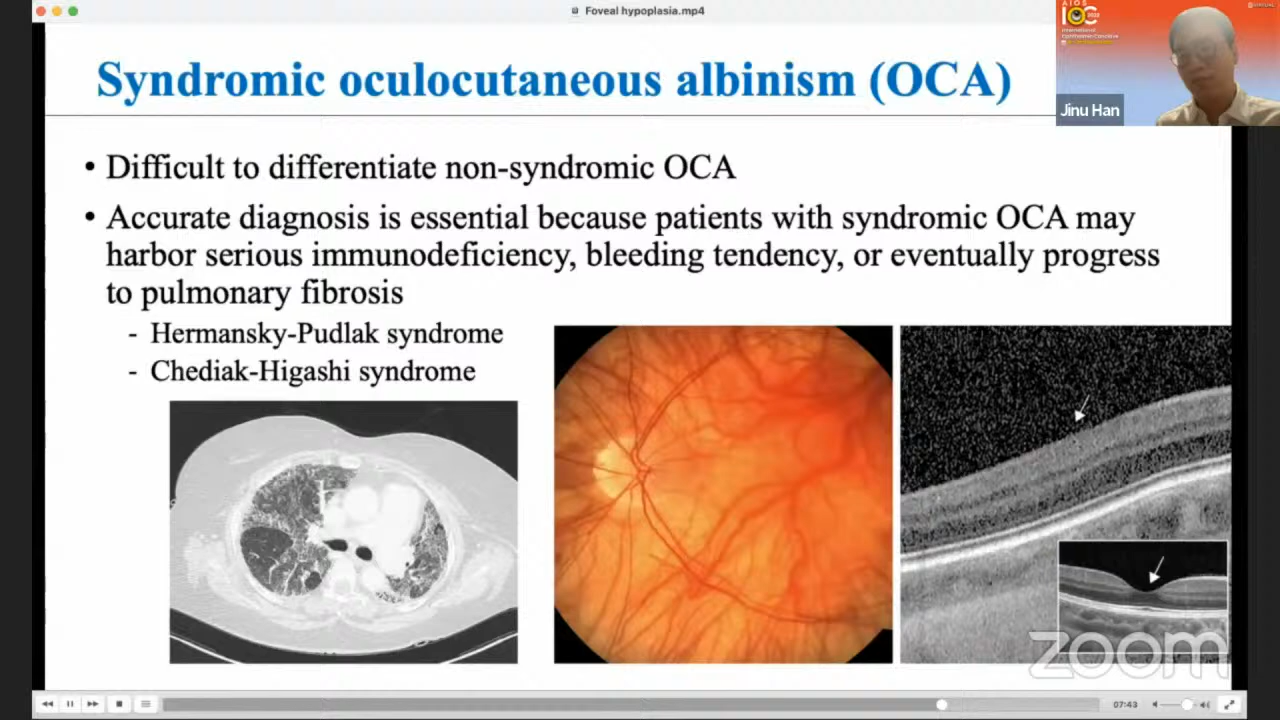 Foveal hypoplasia.mp4
AIOS
IOC
Syndromic oculocutaneous albinism (OCA)
Jinu Han
• Difficult to differentiate non-syndromic OCA
• Accurate diagnosis is essential because patients with syndromic OCA may
harbor serious immunodeficiency, bleeding tendency, or eventually progress
to pulmonary fibrosis
- Hermansky-Pudlak syndrome
- Chediak-Higashi syndrome
zoom
07:43